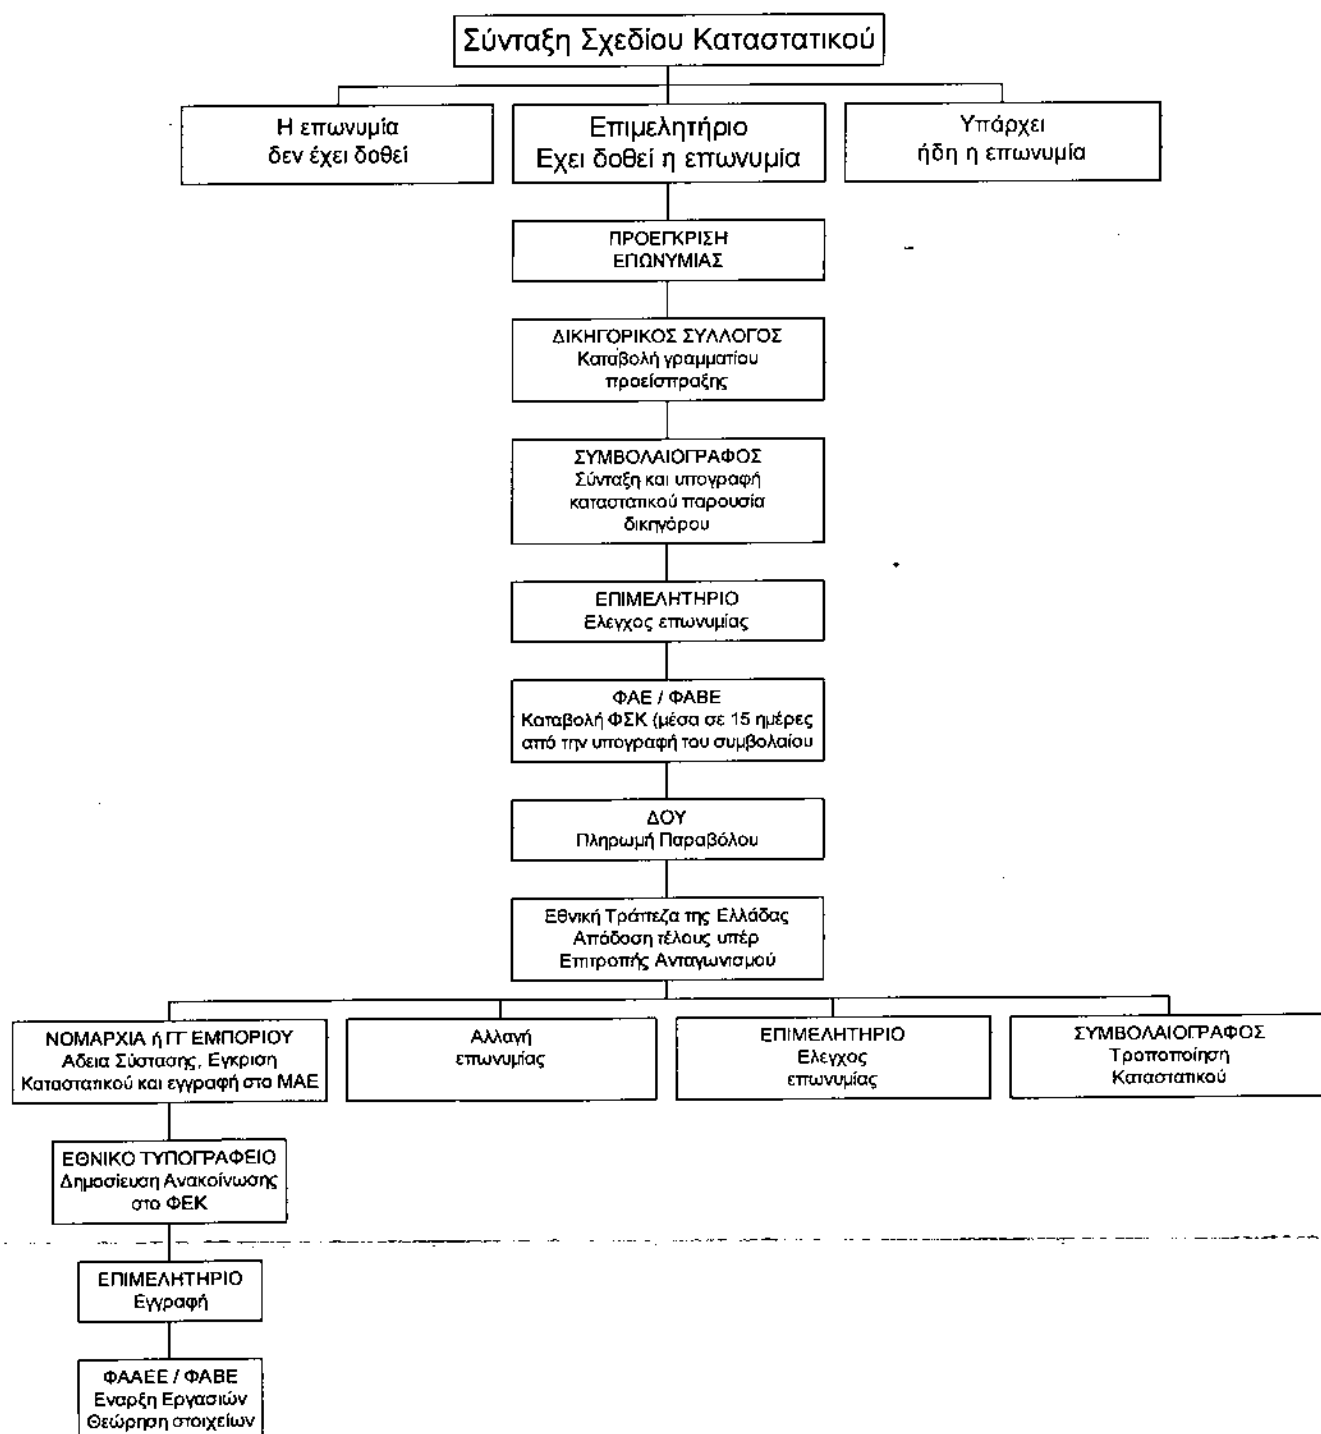 Σύνταξη Σχεδίου Καταστατικού
Η επωνυμία
δεν έχει δοθεί
Επιμελητήριο
Εχει δοθεί η επωνυμία
Υπάρχει
ήδη η επωνυμία
ΠΡΟΕΓΚΡΙΣΗ
ΕΠΩΝΥΜΙΑΣ
ΔΙΚΗΓΟΡΙΚΟΣ ΣΥΛΛΟΓΟΣ
Καταβολή γραμματίου
προείσπραξης
ΣΥΜΒΟΛΑΙΟΓΡΑΦΟΣ
Σύνταξη και υπογραφή
καταστατικού παρουσία
δικηγόρου
ΕΠΙΜΕΛΗΤΗΡΙΟ
Ελεγχος επωνυμίας
ΦΑΕ / ΦΑΒΕ
Καταβολή ΦΣΚ (μέσα σε 15 ημέρες
από την υπογραφή του συμβολαίου
ΔΟΥ
Πληρωμή Παραβόλου
Εθνική Τράπεζα της Ελλάδας
Απόδοση τέλους υπέρ
Επιτροπής Ανταγωνισμού
ΝΟΜΑΡΧΙΑ ή ΓΓ ΕΜΠΟΡΙΟΥ
Αδεια Σύστασης, Εγκριση
Καταστατικού και εγγραφή στο ΜΑΕ
Αλλαγή
επωνυμίας
ΕΠΙΜΕΛΗΤΗΡΙΟ
Ελεγχος
επωνυμίας
ΣΥΜΒΟΛΑΙΟΓΡΑΦΟΣ
Τροποποίηση
Καταστατικού
ΕΘΝΙΚΟ ΤΥΠΟΓΡΑΦΕΙΟ
Δημοσίευση Ανακοίνωσης
στο ΦΕΚ
ΕΠΙΜΕΛΗΤΗΡΙΟ
Εγγραφή
ΦΑΑΕΕ / ΦΑΒΕ
Εναρξη Εργασιών
Θεώρηση στοιχείων